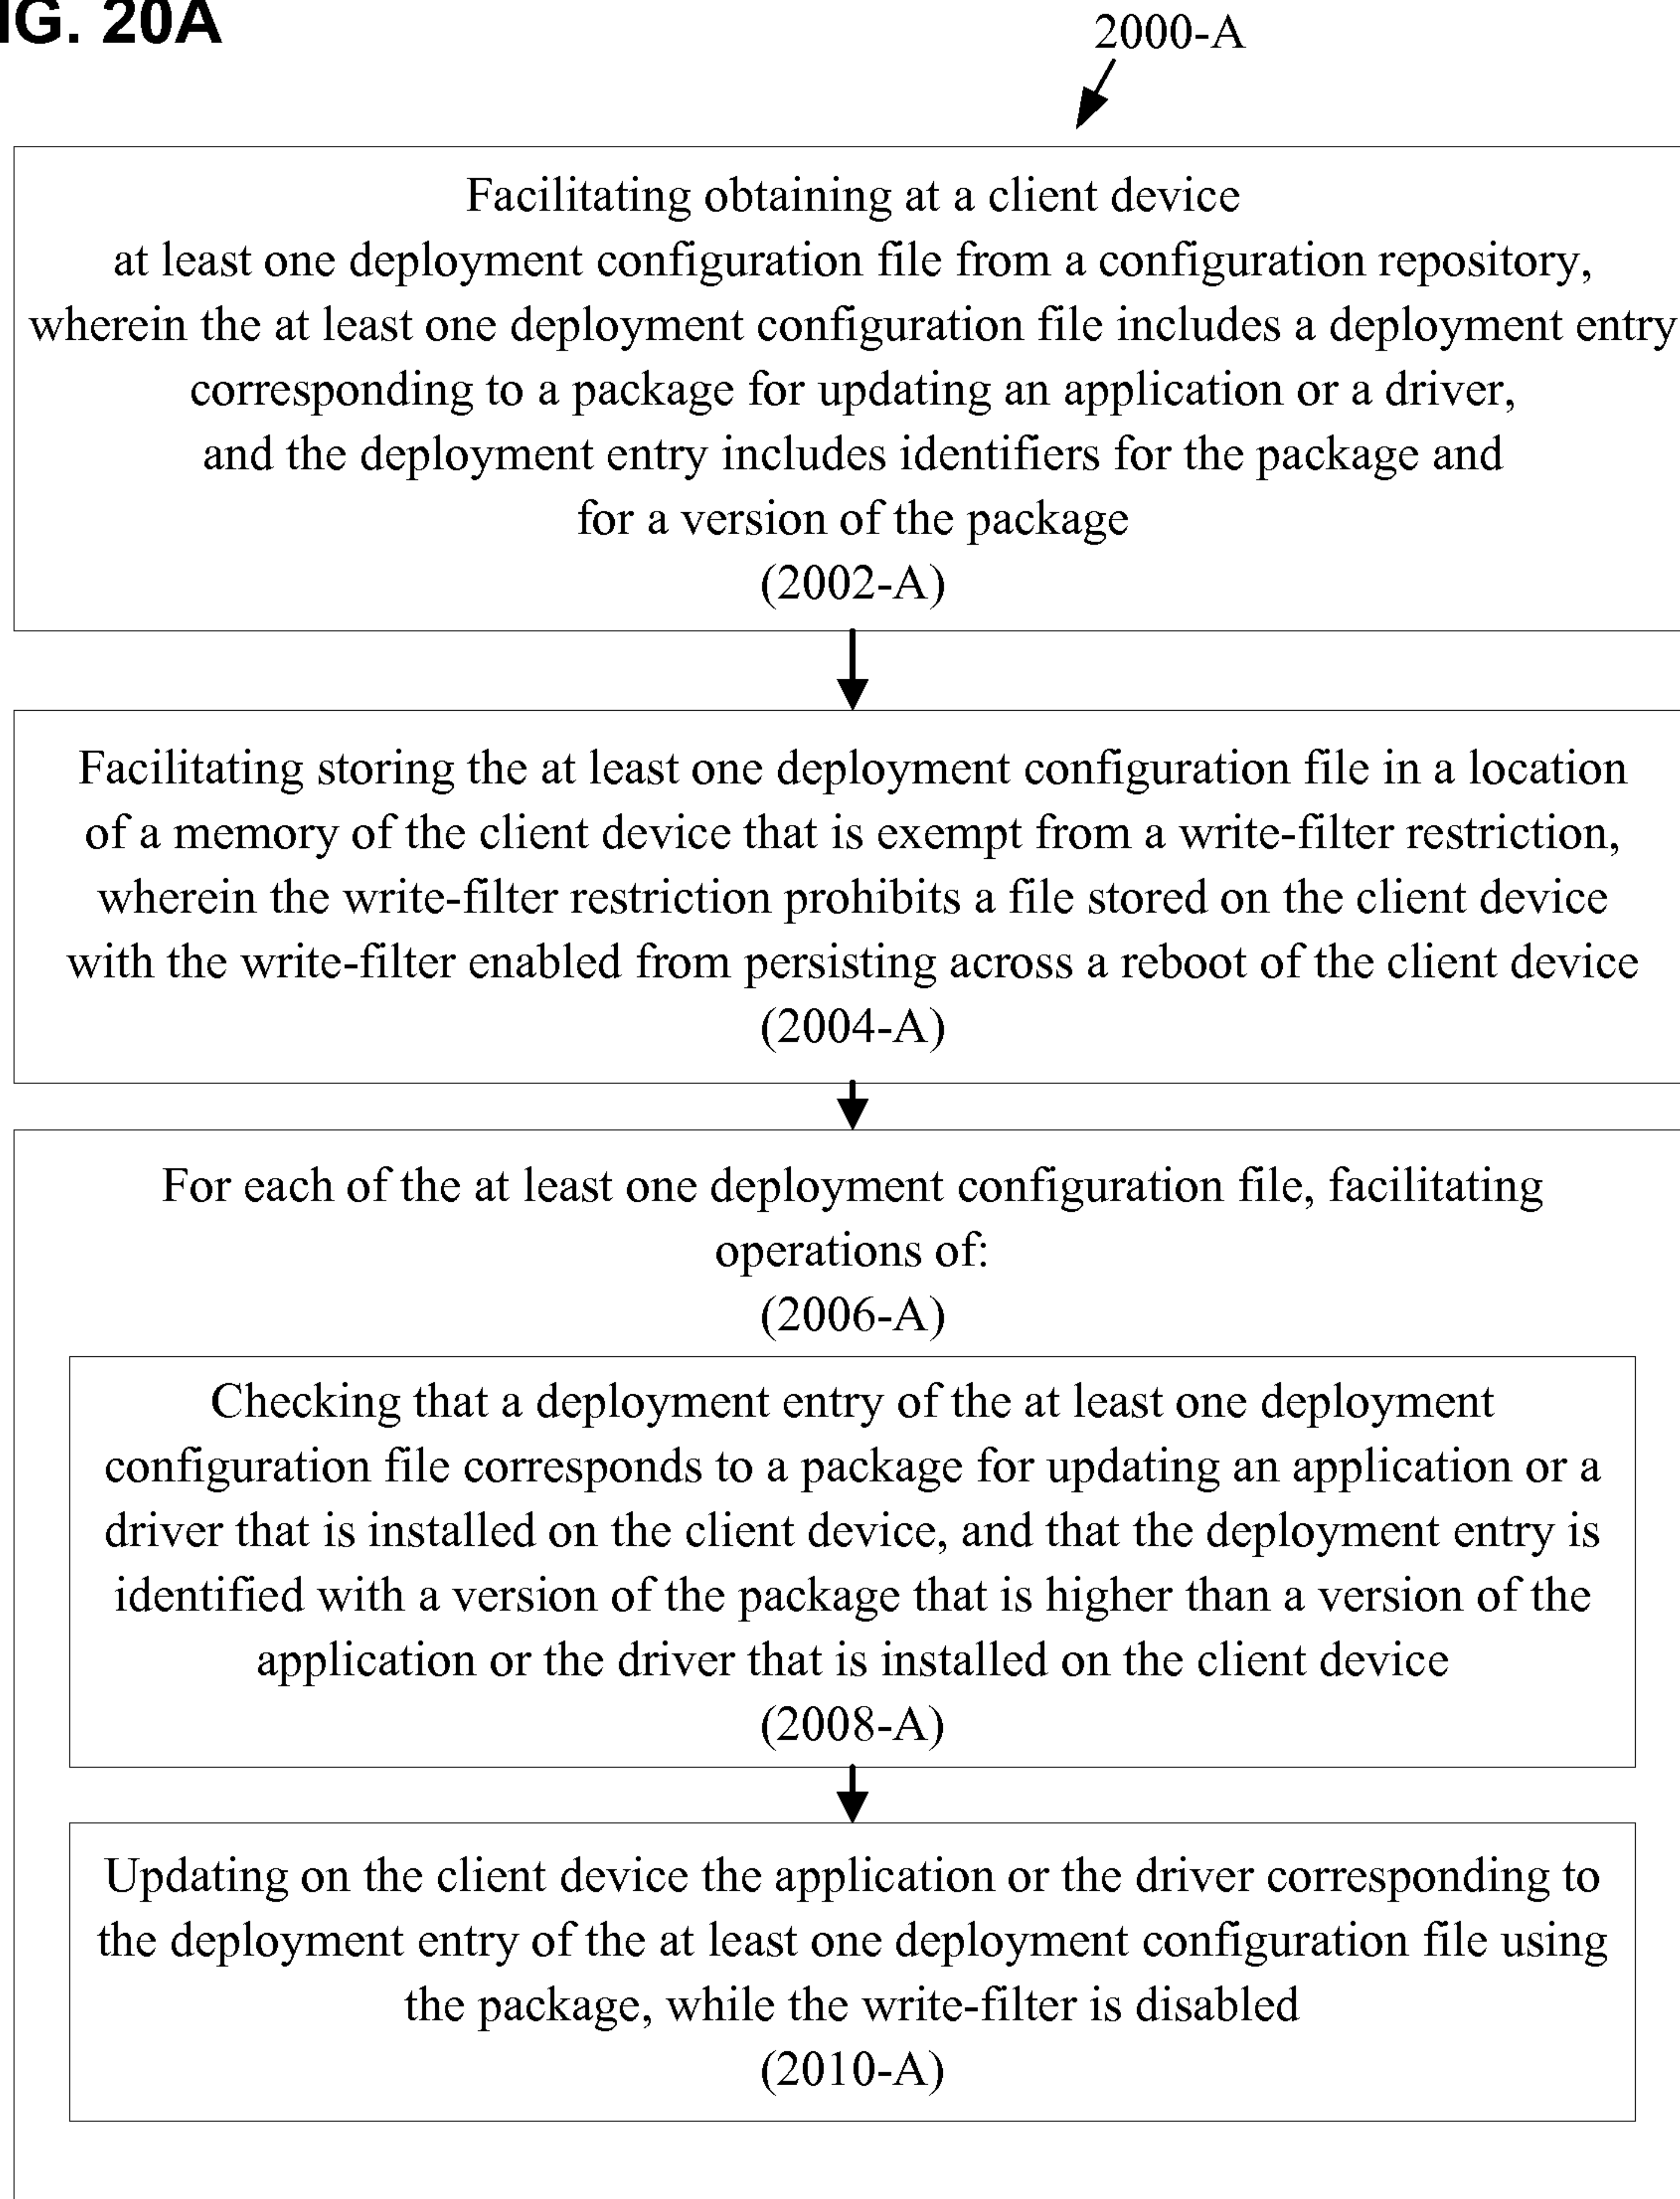 IG. 20A
2000-A
Facilitating obtaining at a client device
at least one deployment configuration file from a configuration repository,
wherein the at least one deployment configuration file includes a deployment entry
corresponding to a package for updating an application or a driver,
and the deployment entry includes identifiers for the package and
for a version of the package
(2002-A)
Facilitating storing the at least one deployment configuration file in a location
of a memory of the client device that is exempt from a write-filter restriction,
wherein the write-filter restriction prohibits a file stored on the client device
with the write-filter enabled from persisting across a reboot of the client device
(2004-A)
For each of the at least one deployment configuration file, facilitating
operations of:
(2006-A)
Checking that a deployment entry of the at least one deployment
configuration file corresponds to a package for updating an application or a
driver that is installed on the client device, and that the deployment entry is
identified with a version of the package that is higher than a version of the
application or the driver that is installed on the client device
(2008-A)
Updating on the client device the application or the driver corresponding to
the deployment entry of the at least one deployment configuration file using
the package, while the write-filter is disabled
(2010-A)